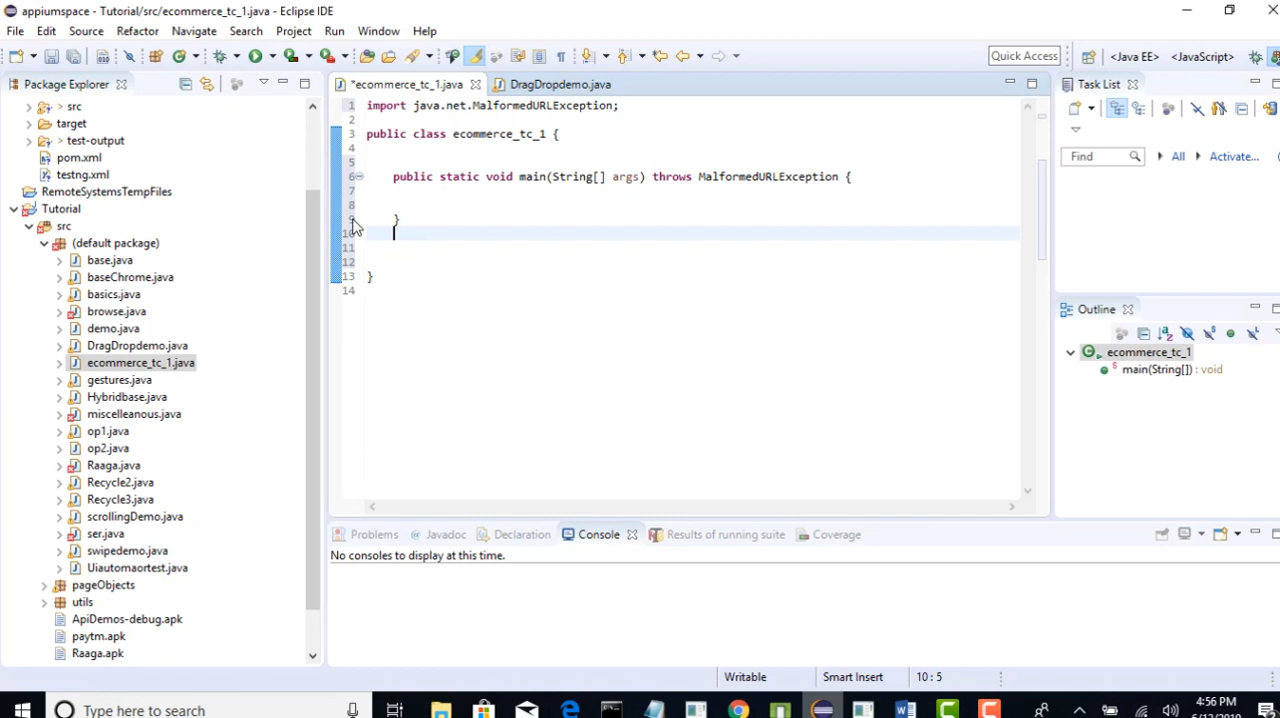 appiumspace - Tutorial/src/ecommerce_tc_1.java - Eclipse IDE
File Edit Source Refactor Navigate Search Project Run Window Help
Quick Access
<Java EE>
<JavaScript>
Package Explorer
> src
target
> test-output
pom.xml
testng.xml
RemoteSystemsTempFiles
Tutorial
src
(default package)
base.java
baseChrome.java
basics.java
browse.java
demo.java
DragDropdemo.java
ecommerce_tc_1.java
gestures.java
Hybridbase.java
miscelleanous.java
op1.java
op2.java
Raaga.java
Recycle2.java
Recycle3.java
scrollingDemo.java
ser.java
swipedemo.java
Uiautomaortest.java
pageObjects
utils
ApiDemos-debug.apk
paytm.apk
Raaga.apk
*ecommerce_tc_1.java
DragDropdemo.java
1 import java.net.MalformedURLException;
2
3 public class ecommerce_tc_1 {
4
5
6 public static void main(String[] args) throws MalformedURLException {
7
8
9 }
10
11
12
13 }
14
Task List
Find
All
Activate...
Outline
ecommerce_tc_1
main(String[]) : void
Problems
Javadoc
Declaration
Console
Results of running suite
Coverage
No consoles to display at this time.
Writable
Smart Insert
10 : 5
Type here to search
4:56 PM